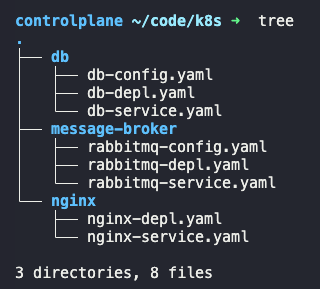 controlplane ~/code/k8s ➜  tree
.
├── db
│   ├── db-config.yaml
│   ├── db-depl.yaml
│   └── db-service.yaml
├── message-broker
│   ├── rabbitmq-config.yaml
│   ├── rabbitmq-depl.yaml
│   └── rabbitmq-service.yaml
└── nginx
    ├── nginx-depl.yaml
    └── nginx-service.yaml
3 directories, 8 files